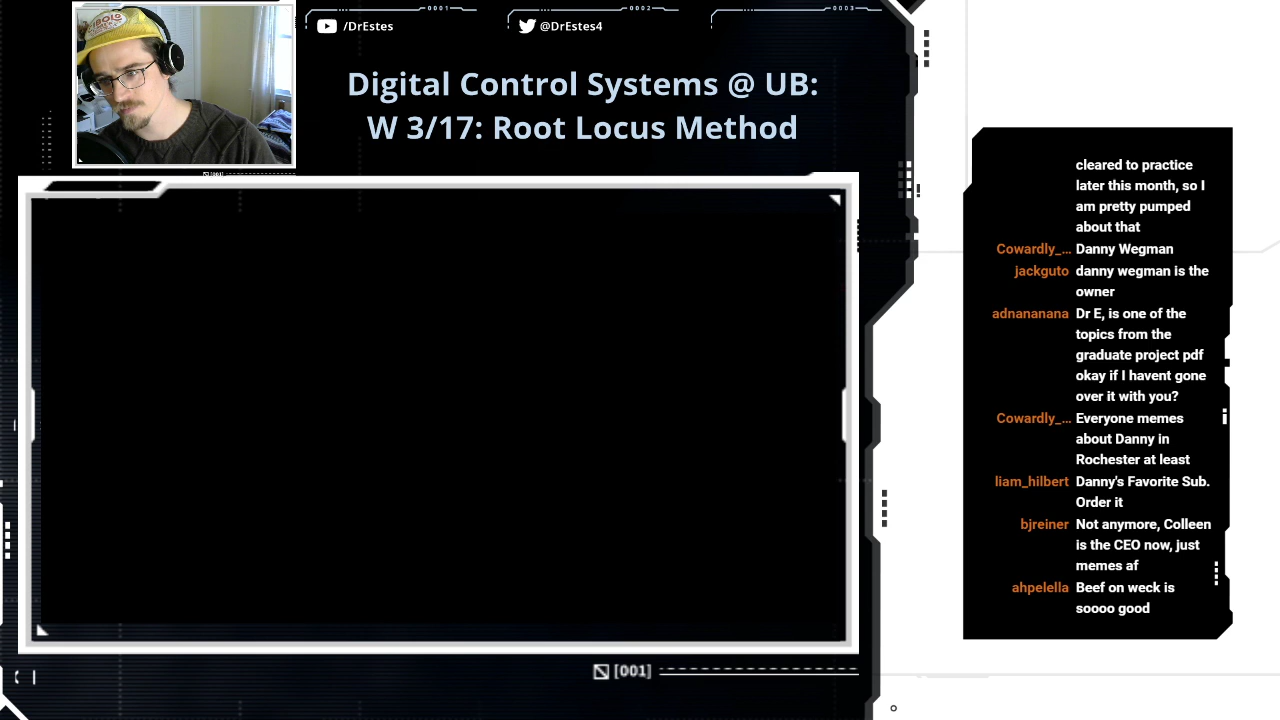 0001
0002
0003
/DrEstes
@DrEstes4
Digital Control Systems @ UB:
W 3/17: Root Locus Method
[001]
cleared to practice
later this month, so I
am pretty pumped
about that
Cowardly_… Danny Wegman
jackguto danny wegman is the
owner
adnananana Dr E, is one of the
topics from the
graduate project pdf
okay if I havent gone
over it with you?
Cowardly_… Everyone memes
about Danny in
Rochester at least
liam_hilbert Danny's Favorite Sub.
Order it
bjreiner Not anymore, Colleen
is the CEO now, just
memes af
ahpelella Beef on weck is
soooo good
[001]